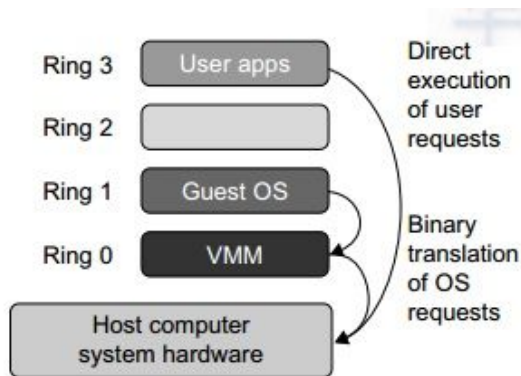 Ring 3
User apps
Direct
execution
of user
requests
Ring 2
Ring 1
Guest OS
Ring 0
VMM
Binary
translation
of OS
requests
Host computer
system hardware